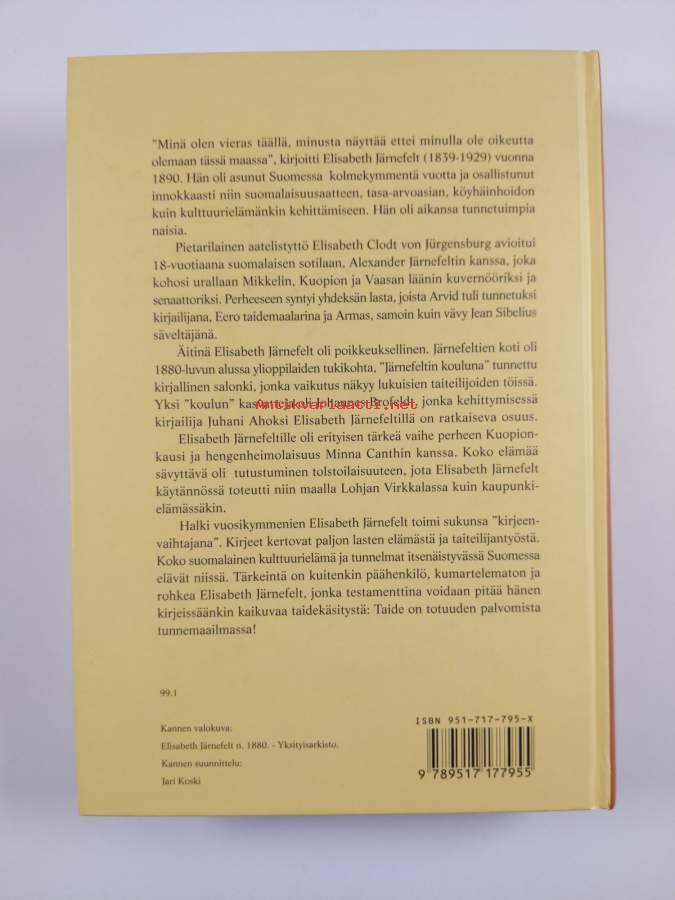 "Minä olen vieras täällä, minusta näyttää ettei minulla ole oikeutta
olemaan tässä maassa", kirjoitti Elisabeth Järnefelt (1839-1929) vuonna
1890. Hän oli asunut Suomessa kolmekymmentä vuotta ja osallistunut
innokkaasti niin suomalaisuusaatteen, tasa-arvoasian, köyhäinhoidon
kuin kulttuurielämänkin kehittämiseen. Hän oli aikansa tunnetuimpia
naisia.
Pietarilainen aatelistyttö Elisabeth Clodt von Jürgensburg avioitui
18-vuotiaana suomalaisen sotilaan, Alexander Järnefeltin kanssa, joka
kohosi urallaan Mikkelin, Kuopion ja Vaasan läänin kuvernööriksi ja
senaattoriksi. Perheeseen syntyi yhdeksän lasta, joista Arvid tuli tunnetuksi
kirjailijana, Eero taidemaalarina ja Armas, samoin kuin vävy Jean Sibelius
säveltäjänä.
Äitinä Elisabeth Järnefelt oli poikkeuksellinen. Järnefeltien koti oli
1880-luvun alussa ylioppilaiden tukikohta, "Järnefeltin kouluna" tunnettu
kirjallinen salonki, jonka vaikutus näkyy lukuisien taiteilijoiden töissä.
Yksi "koulun" kasvatteja oli Johannes Brofeldt, jonka kehittymisessä
kirjailija Juhani Ahoksi Elisabeth Järnefeltillä on ratkaiseva osuus.
Elisabeth Järnefeltille oli erityisen tärkeä vaihe perheen Kuopion-
kausi ja hengenheimolaisuus Minna Canthin kanssa. Koko elämää
sävyttävä oli tutustuminen tolstoilaisuuteen, jota Elisabeth Järnefelt
käytännössä toteutti niin maalla Lohjan Virkkalassa kuin kaupunki-
elämässäkin.
Halki vuosikymmenien Elisabeth Järnefelt toimi sukunsa "kirjeen-
vaihtajana". Kirjeet kertovat paljon lasten elämästä ja taiteilijantyöstä.
Koko suomalainen kulttuurielämä ja tunnelmat itsenäistyvässä Suomessa
elävät niissä. Tärkeintä on kuitenkin päähenkilö, kumartelematon ja
rohkea Elisabeth Järnefelt, jonka testamenttina voidaan pitää hänen
kirjeissäänkin kaikuvaa taidekäsitystä: Taide on totuuden palvomista
tunnemaailmassa!
Antikvariaatti.net
99.1
Kannen valokuva:
Elisabeth Järnefelt n. 1880. - Yksityisarkisto.
Kannen suunnittelu:
Jari Koski
ISBN 951-717-795-X
9 789517 177955